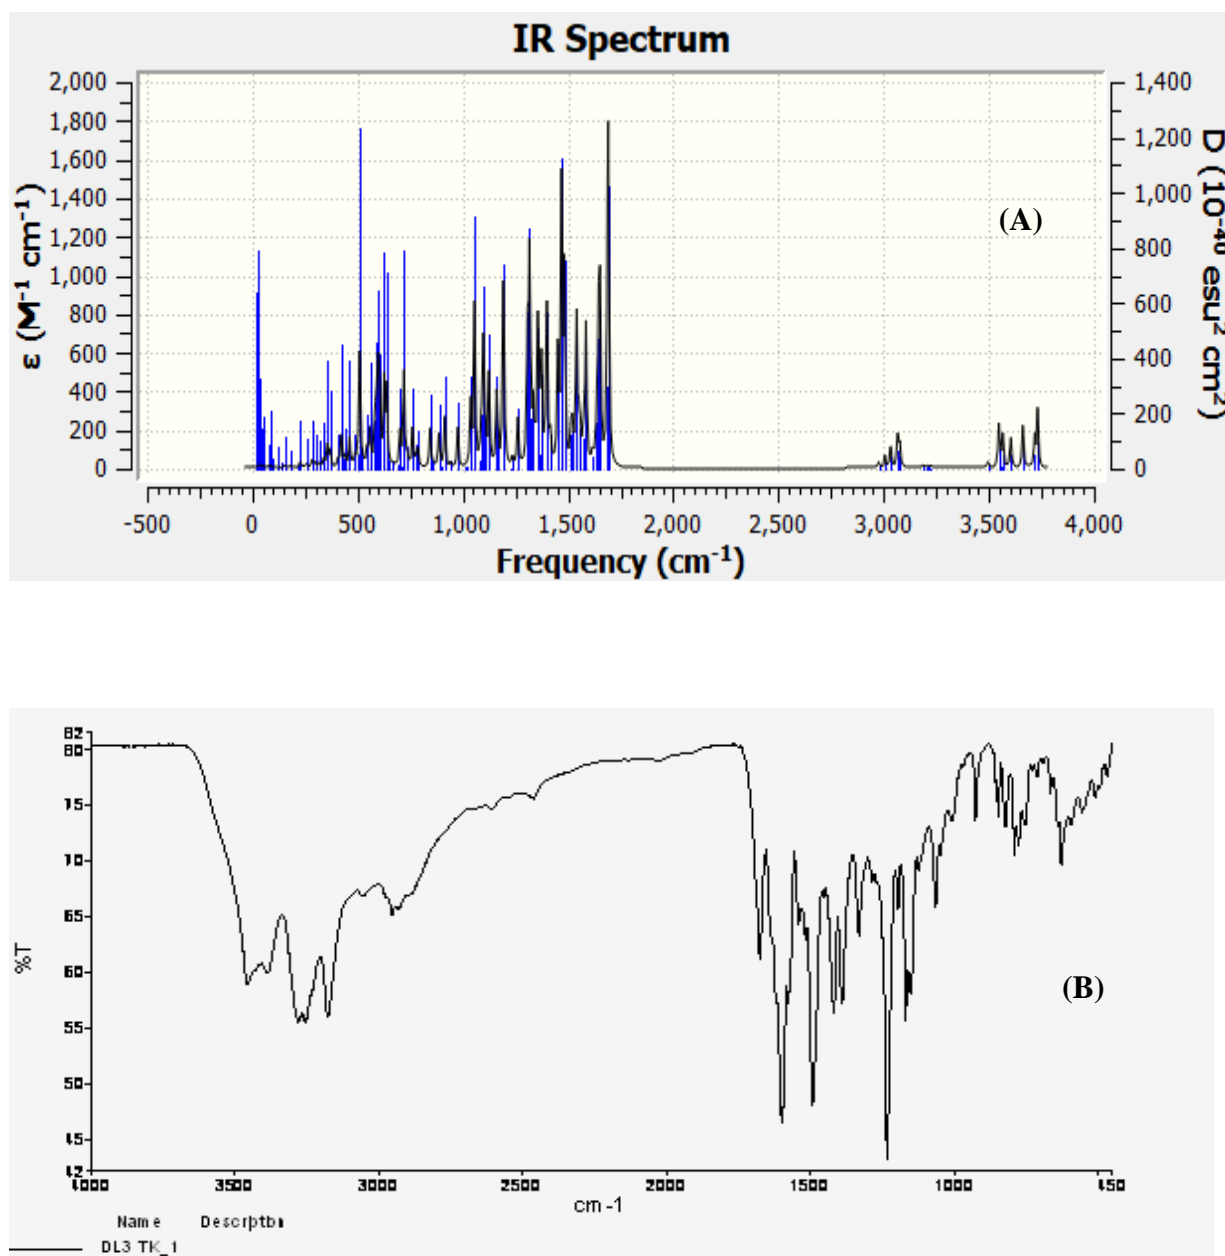 IR Spectrum
2,000 1,400
1,800 1,200
1,600
1,400 1,000
1,200 800
1,000
800 600
600 400
400
200 200
0 0
ε (M-1 cm-1)
D (10-40 esu2 cm2)
(A)
-500 0 500 1,000 1,500 2,000 2,500 3,000 3,500 4,000
Frequency (cm-1)
82
80
75
70
65
60
55
50
45
42
%T
(B)
4000 3500 3000 2500 2000 1500 1000 450
cm-1
Name Description
DL3 TK_1